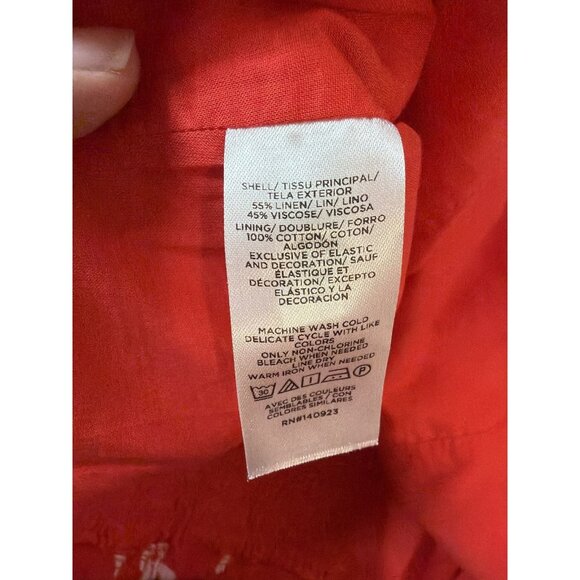 SHELL/ TISSU PRINCIPAL/
TELA EXTERIOR
55% LINEN/ LIN/ LINO
45% VISCOSE/ VISCOSA
LINING/ DOUBLURE/ FORRO
100% COTTON/ COTON/
ALGODÓN
EXCLUSIVE OF ELASTIC
AND DECORATION/ SAUF
ÉLASTIQUE ET
DÉCORATION/ EXCEPTO
ELÁSTICO Y LA
DECORACIÓN
MACHINE WASH COLD
DELICATE CYCLE WITH LIKE
COLORS
ONLY NON-CHLORINE
BLEACH WHEN NEEDED
LINE DRY
WARM IRON WHEN NEEDED
30 P
AVEC DES COULEURS
SEMBLABLES / CON
COLORES SIMILARES
RN#140923